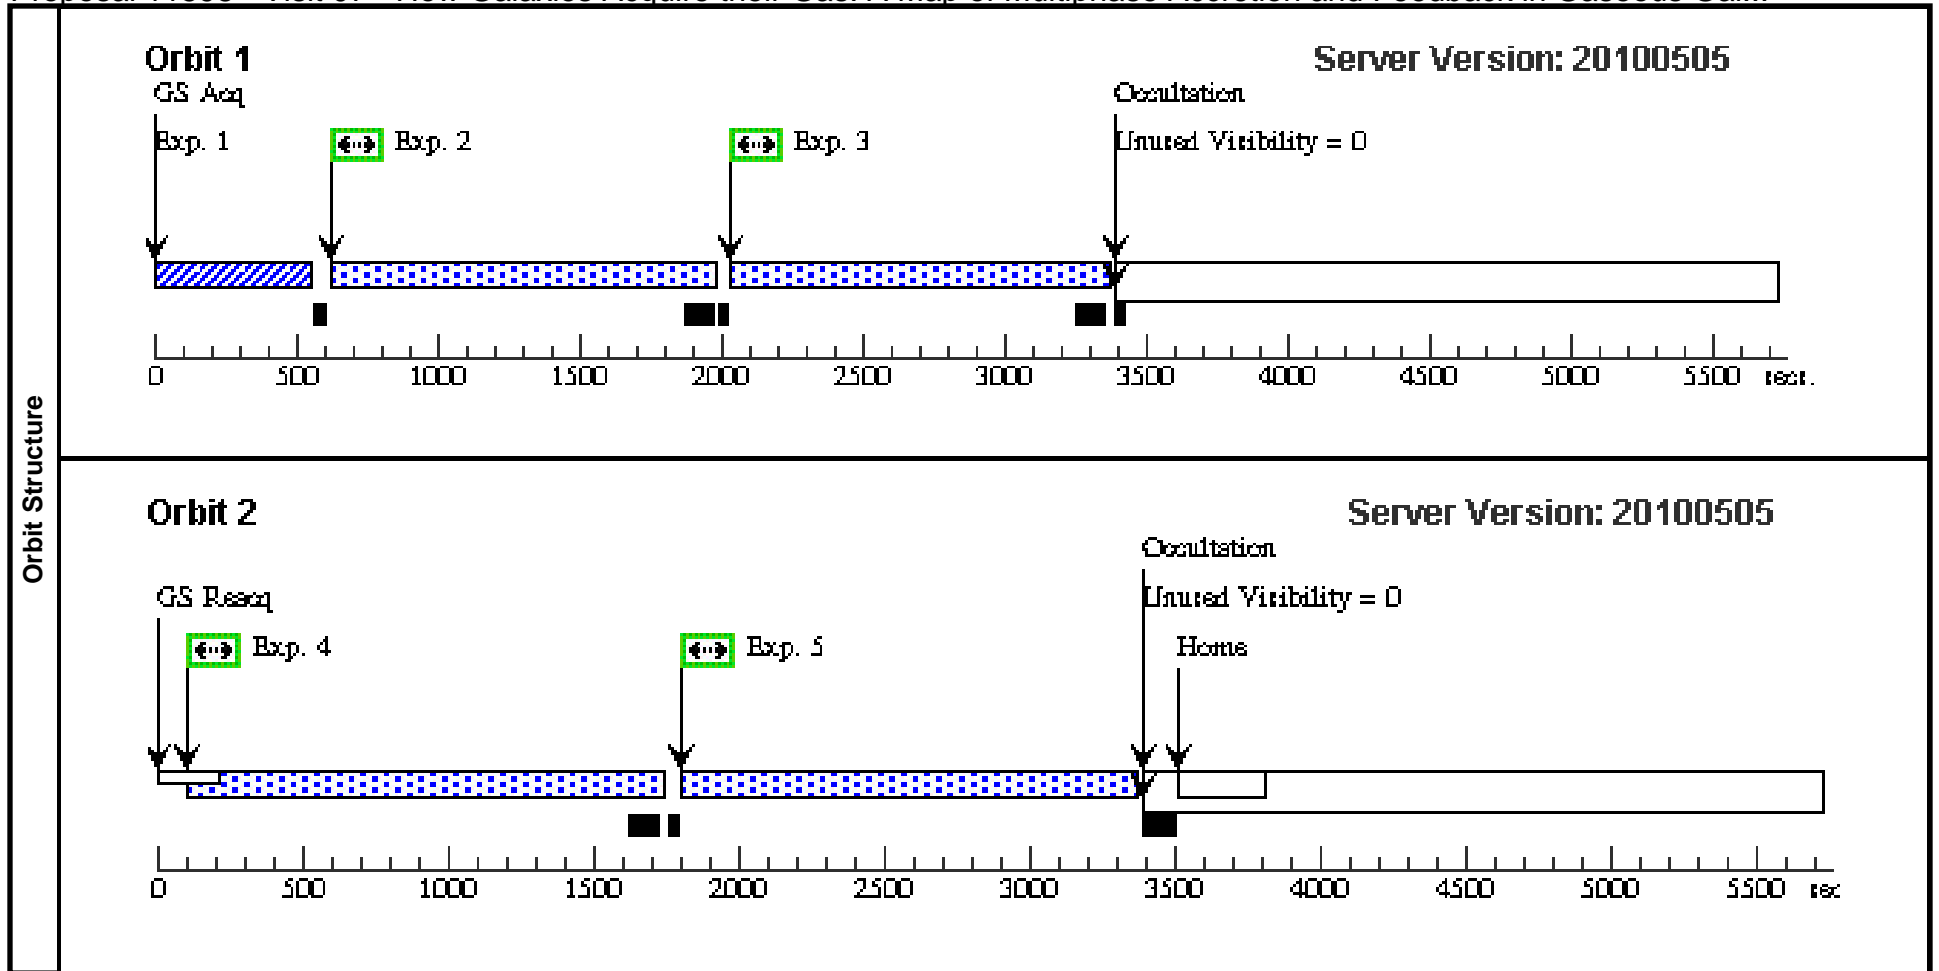 Orbit Structure
Orbit 1
Server Version: 20100505
GS Acq
Occultation
Exp. 1
Exp. 2
Exp. 3
Unused Visibility = 0
0 500 1000 1500 2000 2500 3000 3500 4000 4500 5000 5500 secs.
Orbit 2
Server Version: 20100505
Occultation
GS Reacq
Unused Visibility = 0
Exp. 4
Exp. 5
Home
0 500 1000 1500 2000 2500 3000 3500 4000 4500 5000 5500 sec